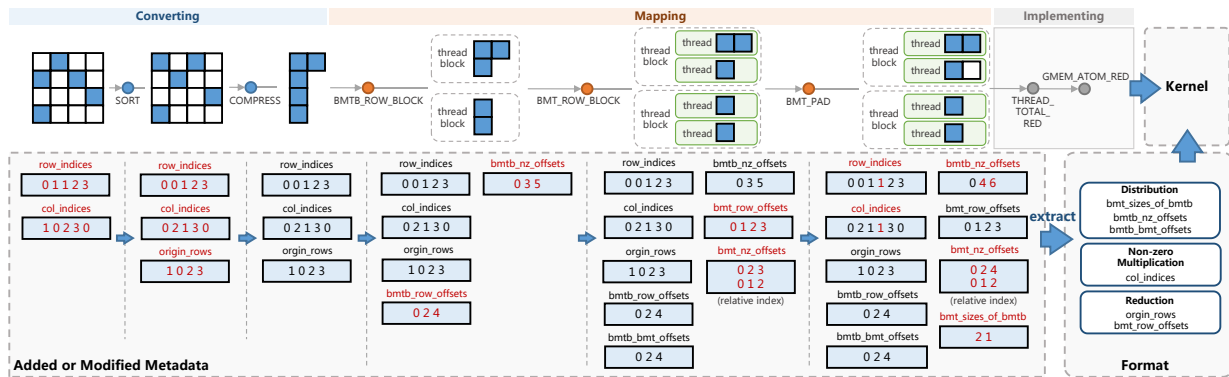 Converting
Mapping
Implementing
SORT
COMPRESS
BMTB_ROW_BLOCK
thread
block
thread
block
BMT_ROW_BLOCK
thread
block
thread
thread
thread
block
thread
thread
BMT_PAD
thread
block
thread
thread
thread
block
thread
thread
THREAD_
TOTAL_
RED
GMEM_ATOM_RED
Kernel
row_indices
0 1 1 2 3
col_indices
1 0 2 3 0
row_indices
0 0 1 2 3
col_indices
0 2 1 3 0
orgin_rows
1 0 2 3
row_indices
0 0 1 2 3
col_indices
0 2 1 3 0
orgin_rows
1 0 2 3
row_indices
0 0 1 2 3
col_indices
0 2 1 3 0
orgin_rows
1 0 2 3
bmtb_row_offsets
0 2 4
bmtb_nz_offsets
0 3 5
row_indices
0 0 1 2 3
col_indices
0 2 1 3 0
orgin_rows
1 0 2 3
bmtb_row_offsets
0 2 4
bmtb_bmt_offsets
0 2 4
bmtb_nz_offsets
0 3 5
bmt_row_offsets
0 1 2 3
bmt_nz_offsets
0 2 3
0 1 2
(relative index)
row_indices
0 0 1 1 2 3
col_indices
0 2 1 1 3 0
orgin_rows
1 0 2 3
bmtb_row_offsets
0 2 4
bmtb_bmt_offsets
0 2 4
bmtb_nz_offsets
0 4 6
bmt_row_offsets
0 1 2 3
bmt_nz_offsets
0 2 4
0 1 2
(relative index)
bmt_sizes_of_bmtb
2 1
Added or Modified Metadata
extract
Distribution
bmt_sizes_of_bmtb
bmtb_nz_offsets
bmtb_bmt_offsets
Non-zero
Multiplication
col_indices
Reduction
orgin_rows
bmt_row_offsets
Format